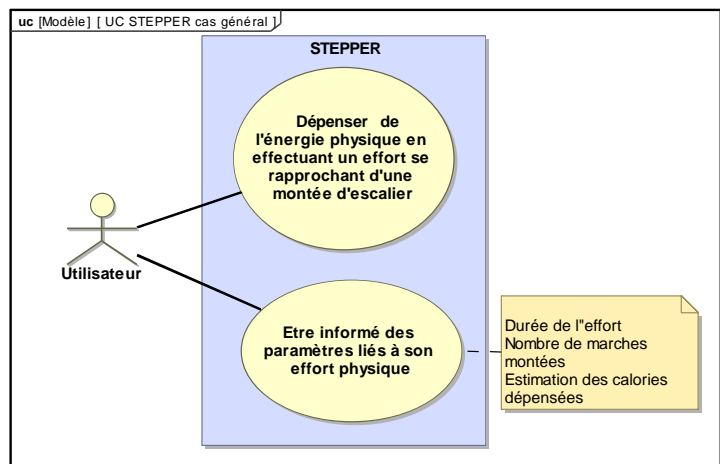 uc [Modèle] [ UC STEPPER cas général ]
STEPPER
Dépenser de
l'énergie physique en
effectuant un effort se
rapprochant d'une
montée d'escalier
Utilisateur
Etre informé des
paramètres liés à son
effort physique
Durée de l"effort
Nombre de marches
montées
Estimation des calories
dépensées